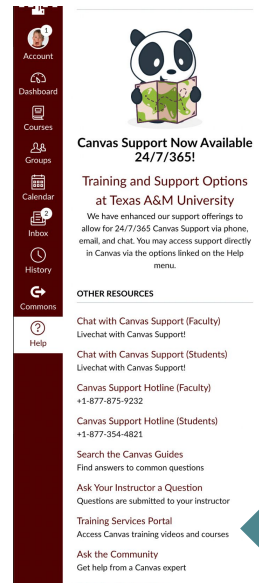 1
Account
Dashboard
Courses
Groups
Calendar
2
Inbox
History
Commons
Help
Canvas Support Now Available
24/7/365!
Training and Support Options
at Texas A&M University
We have enhanced our support offerings to
allow for 24/7/365 Canvas Support via phone,
email, and chat. You may access support directly
in Canvas via the options linked on the Help
menu.
OTHER RESOURCES
Chat with Canvas Support (Faculty)
Livechat with Canvas Support!
Chat with Canvas Support (Students)
Livechat with Canvas Support!
Canvas Support Hotline (Faculty)
+1-877-875-9232
Canvas Support Hotline (Students)
+1-877-354-4821
Search the Canvas Guides
Find answers to common questions
Ask Your Instructor a Question
Questions are submitted to your instructor
Training Services Portal
Access Canvas training videos and courses
Ask the Community
Get help from a Canvas expert